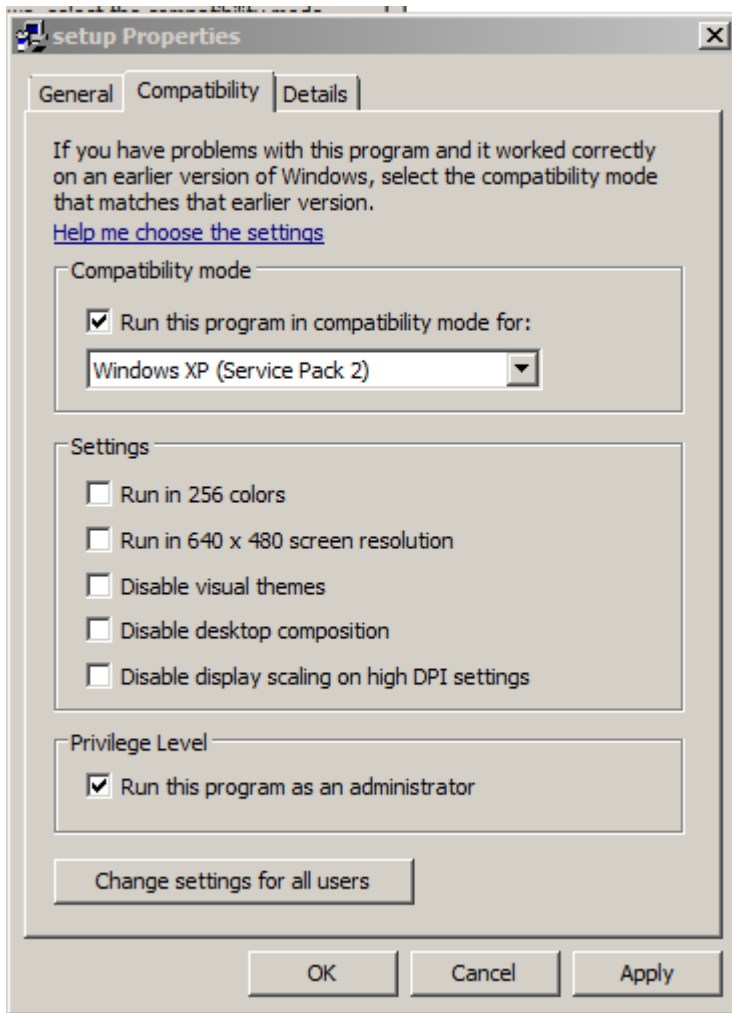 setup Properties
General Compatibility Details
If you have problems with this program and it worked correctly
on an earlier version of Windows, select the compatibility mode
that matches that earlier version.
Help me choose the settings
Compatibility mode
Run this program in compatibility mode for:
Windows XP (Service Pack 2)
Settings
Run in 256 colors
Run in 640 x 480 screen resolution
Disable visual themes
Disable desktop composition
Disable display scaling on high DPI settings
Privilege Level
Run this program as an administrator
Change settings for all users
OK Cancel Apply